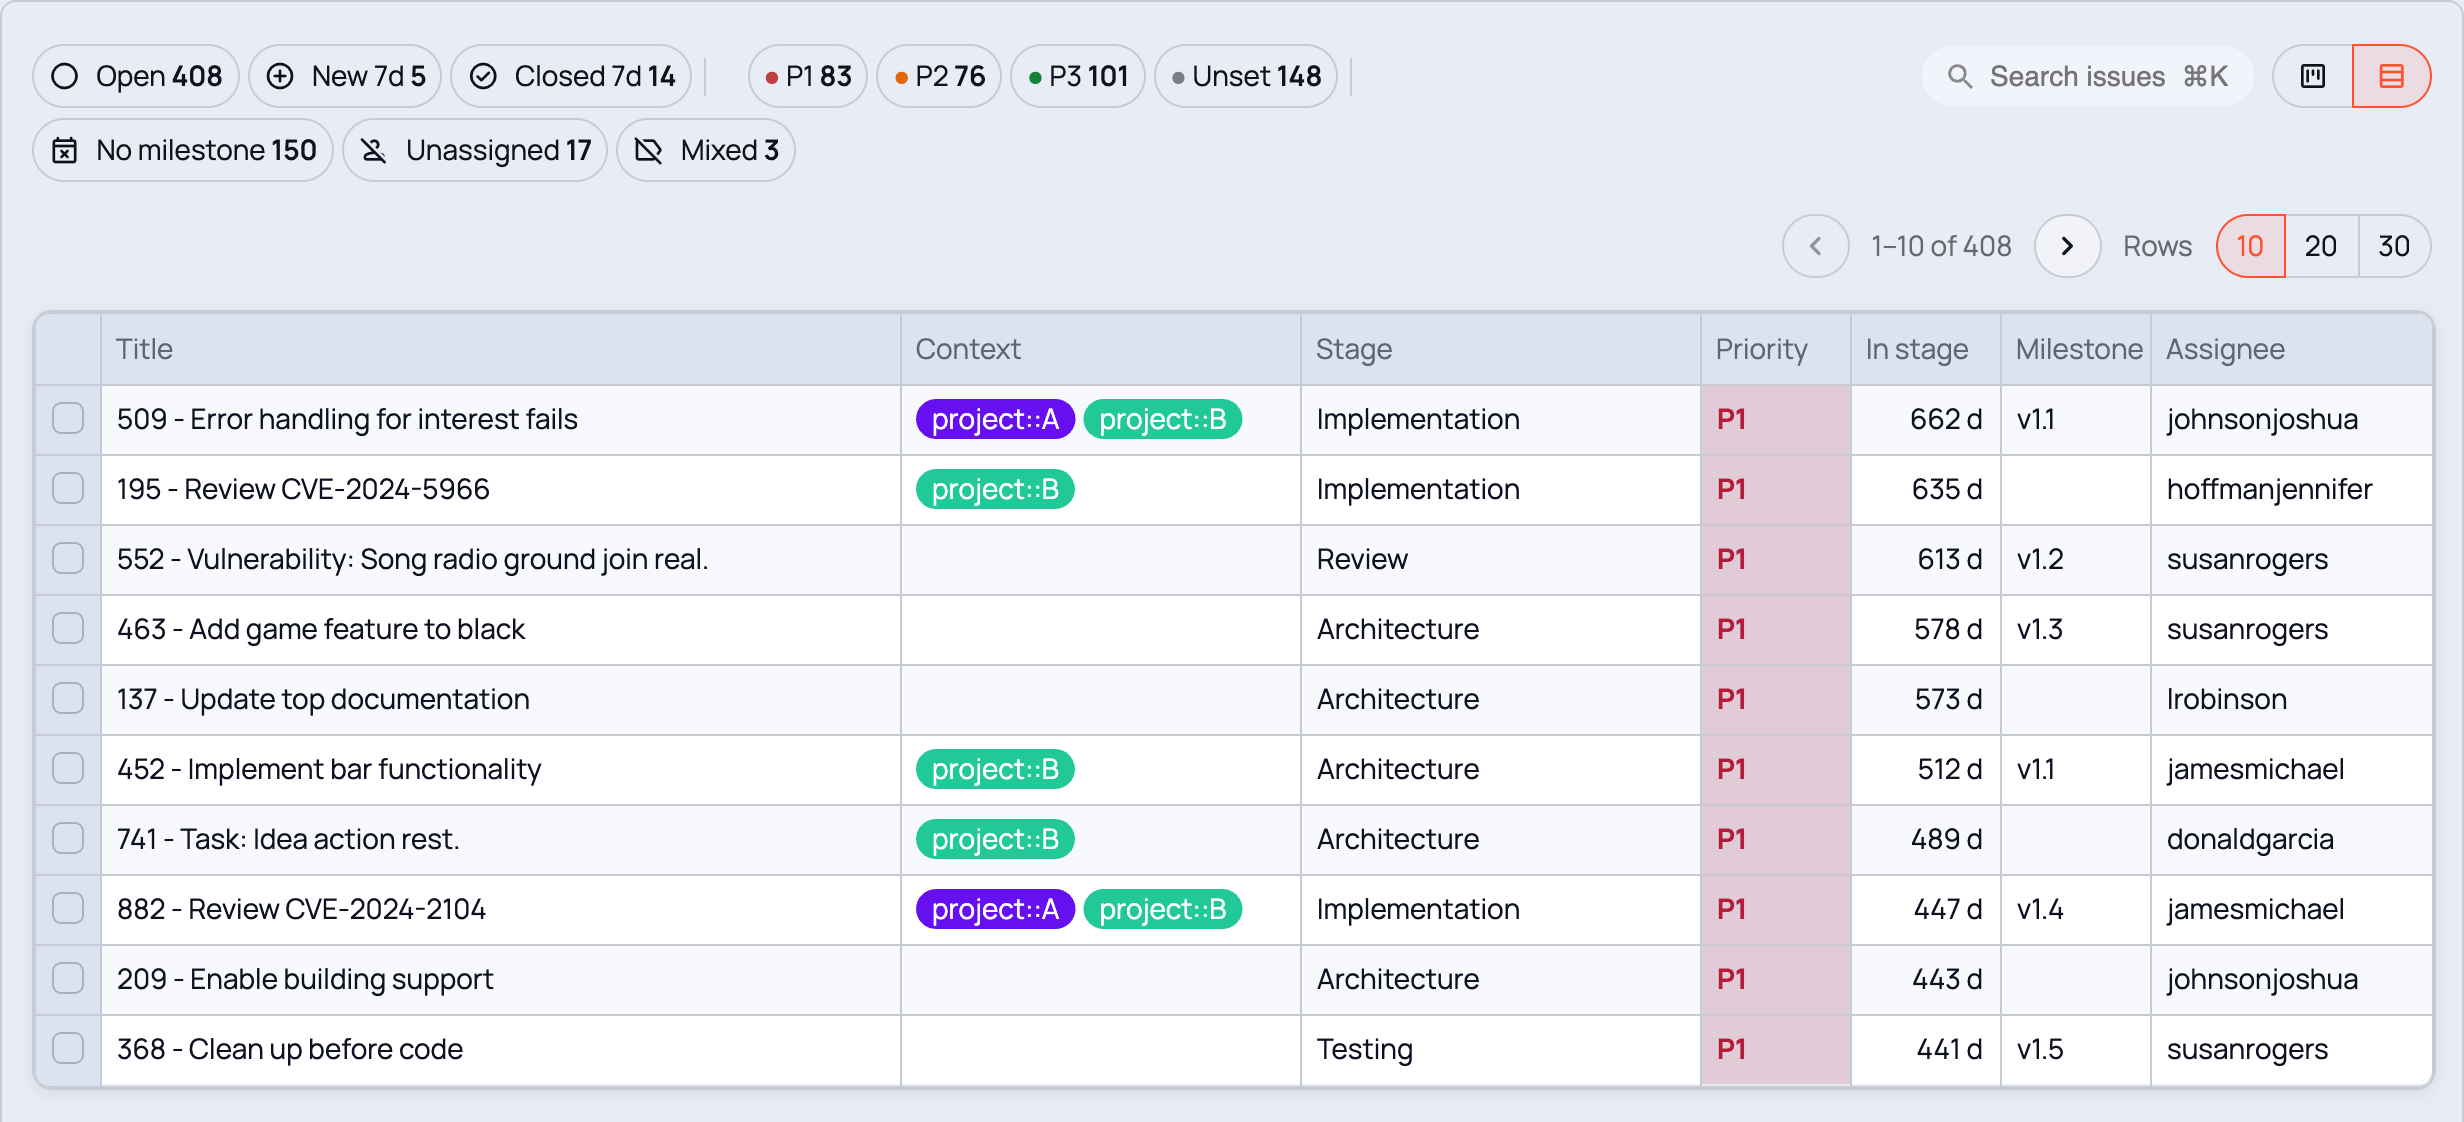 Open 408 New 7d 5 Closed 7d 14 P1 83 P2 76 P3 101 Unset 148 Search issues ⌘K
No milestone 150 Unassigned 17 Mixed 3
1–10 of 408 Rows 10 20 30
Title Context Stage Priority In stage Milestone Assignee
509 - Error handling for interest fails project::A project::B Implementation P1 662 d v1.1 johnsonjoshua
195 - Review CVE-2024-5966 project::B Implementation P1 635 d hoffmanjennifer
552 - Vulnerability: Song radio ground join real. Review P1 613 d v1.2 susanrogers
463 - Add game feature to black Architecture P1 578 d v1.3 susanrogers
137 - Update top documentation Architecture P1 573 d lrobinson
452 - Implement bar functionality project::B Architecture P1 512 d v1.1 jamesmichael
741 - Task: Idea action rest. project::B Architecture P1 489 d donaldgarcia
882 - Review CVE-2024-2104 project::A project::B Implementation P1 447 d v1.4 jamesmichael
209 - Enable building support Architecture P1 443 d johnsonjoshua
368 - Clean up before code Testing P1 441 d v1.5 susanrogers